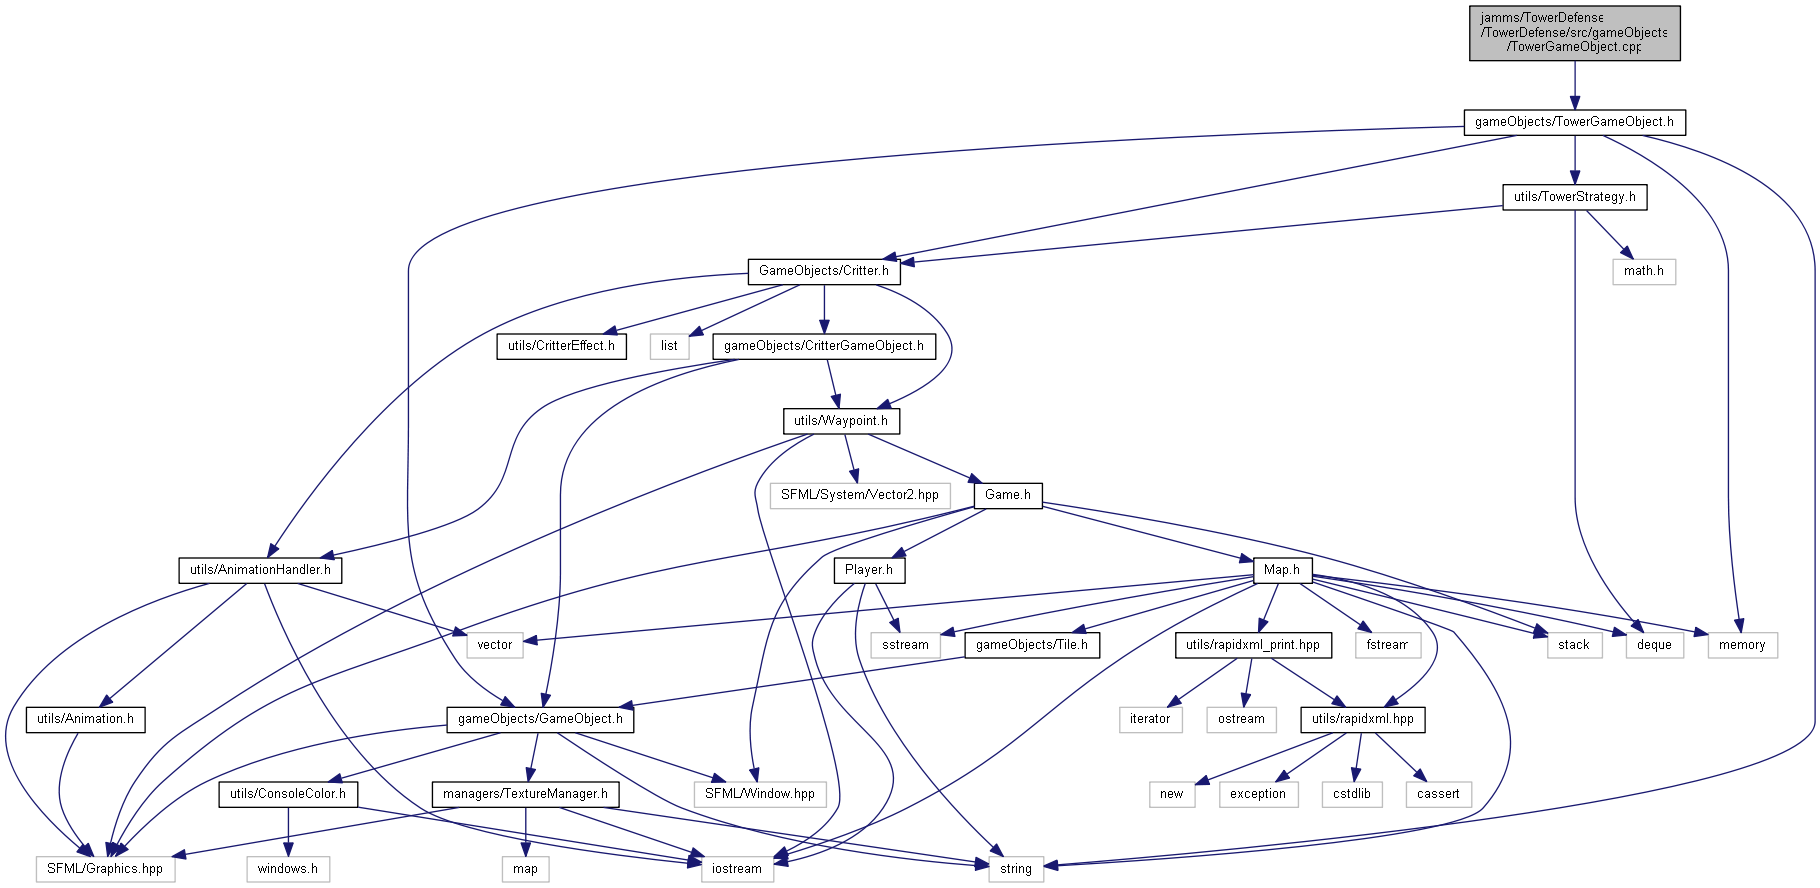 jamms/TowerDefense
/TowerDefense/src/gameObjects
/TowerGameObject.cpp
gameObjects/TowerGameObject.h
utils/TowerStrategy.h
GameObjects/Critter.h
math.h
utils/CritterEffect.h
list
gameObjects/CritterGameObject.h
utils/Waypoint.h
SFML/System/Vector2.hpp
Game.h
utils/AnimationHandler.h
Player.h
Map.h
vector
sstream
gameObjects/Tile.h
utils/rapidxml_print.hpp
fstream
stack
deque
memory
utils/Animation.h
gameObjects/GameObject.h
iterator
ostream
utils/rapidxml.hpp
utils/ConsoleColor.h
managers/TextureManager.h
SFML/Window.hpp
new
exception
cstdlib
cassert
SFML/Graphics.hpp
windows.h
map
iostream
string